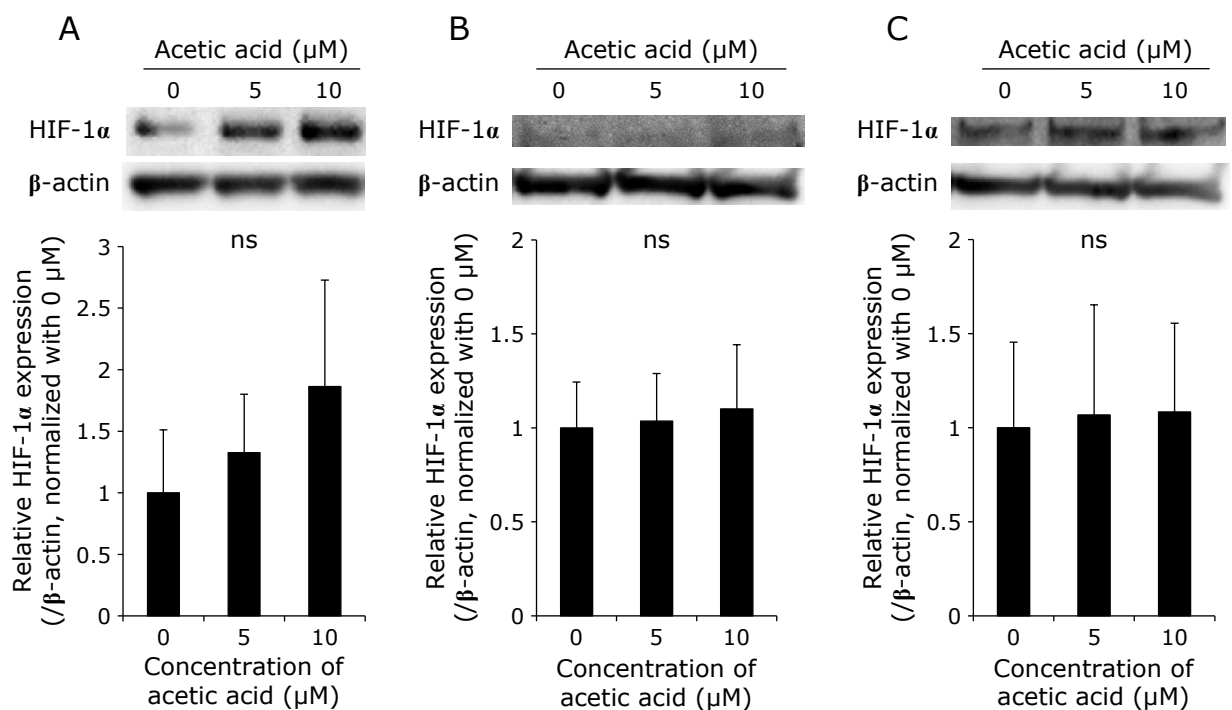 A
Acetic acid (µM)
0 5 10
HIF-1α
β-actin
ns
Relative HIF-1α expression
(/β-actin, normalized with 0 µM)
3
2.5
2
1.5
1
0.5
0
0 5 10
Concentration of
acetic acid (µM)
B
Acetic acid (µM)
0 5 10
HIF-1α
β-actin
ns
Relative HIF-1α expression
(/β-actin, normalized with 0 µM)
2
1.5
1
0.5
0
0 5 10
Concentration of
acetic acid (µM)
C
Acetic acid (µM)
0 5 10
HIF-1α
β-actin
ns
Relative HIF-1α expression
(/β-actin, normalized with 0 µM)
2
1.5
1
0.5
0
0 5 10
Concentration of
acetic acid (µM)